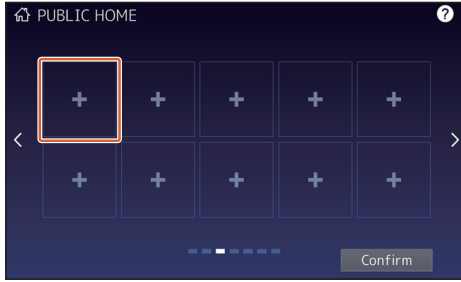 PUBLIC HOME
?
+ + + + +
< >
+ + + + +
Confirm